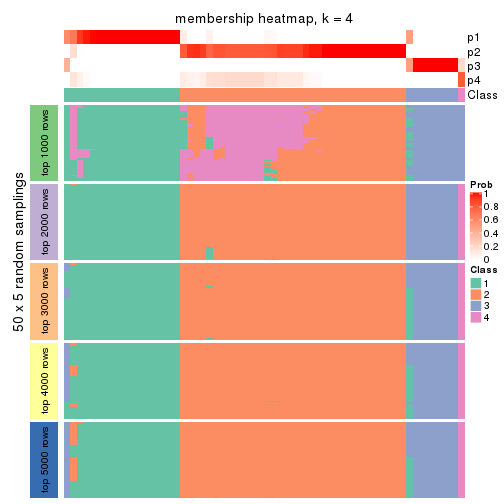 membership heatmap, k = 4
p1
p2
p3
p4
Class
50 x 5 random samplings
top 1000 rows
top 2000 rows
top 3000 rows
top 4000 rows
top 5000 rows
Prob
1
0.8
0.6
0.4
0.2
0
Class
1
2
3
4